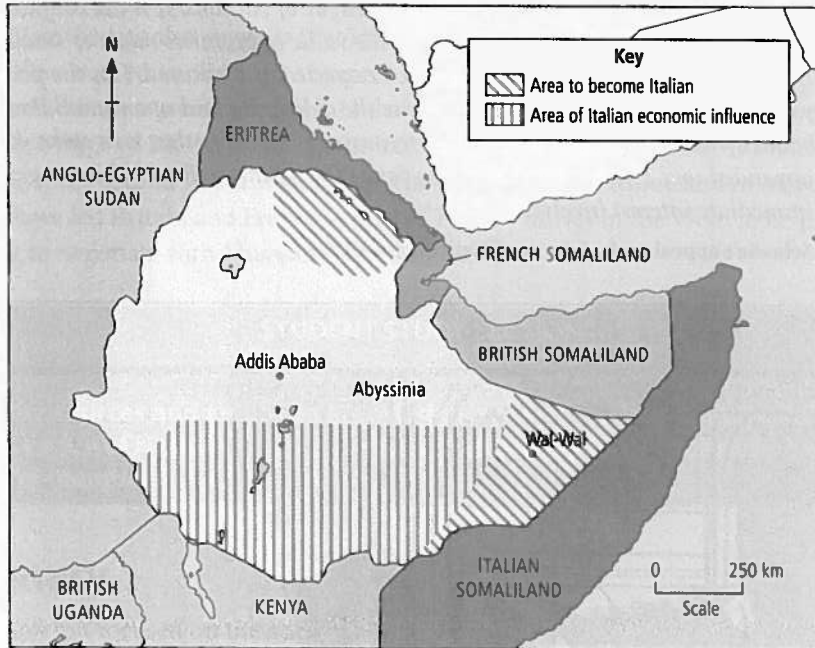 Key
Area to become Italian
Area of Italian economic influence
N
ERITREA
ANGLO-EGYPTIAN
SUDAN
FRENCH SOMALILAND
BRITISH SOMALILAND
Addis Ababa
Abyssinia
Wal-Wal
ITALIAN
SOMALILAND
BRITISH
UGANDA
KENYA
0 250 km
Scale